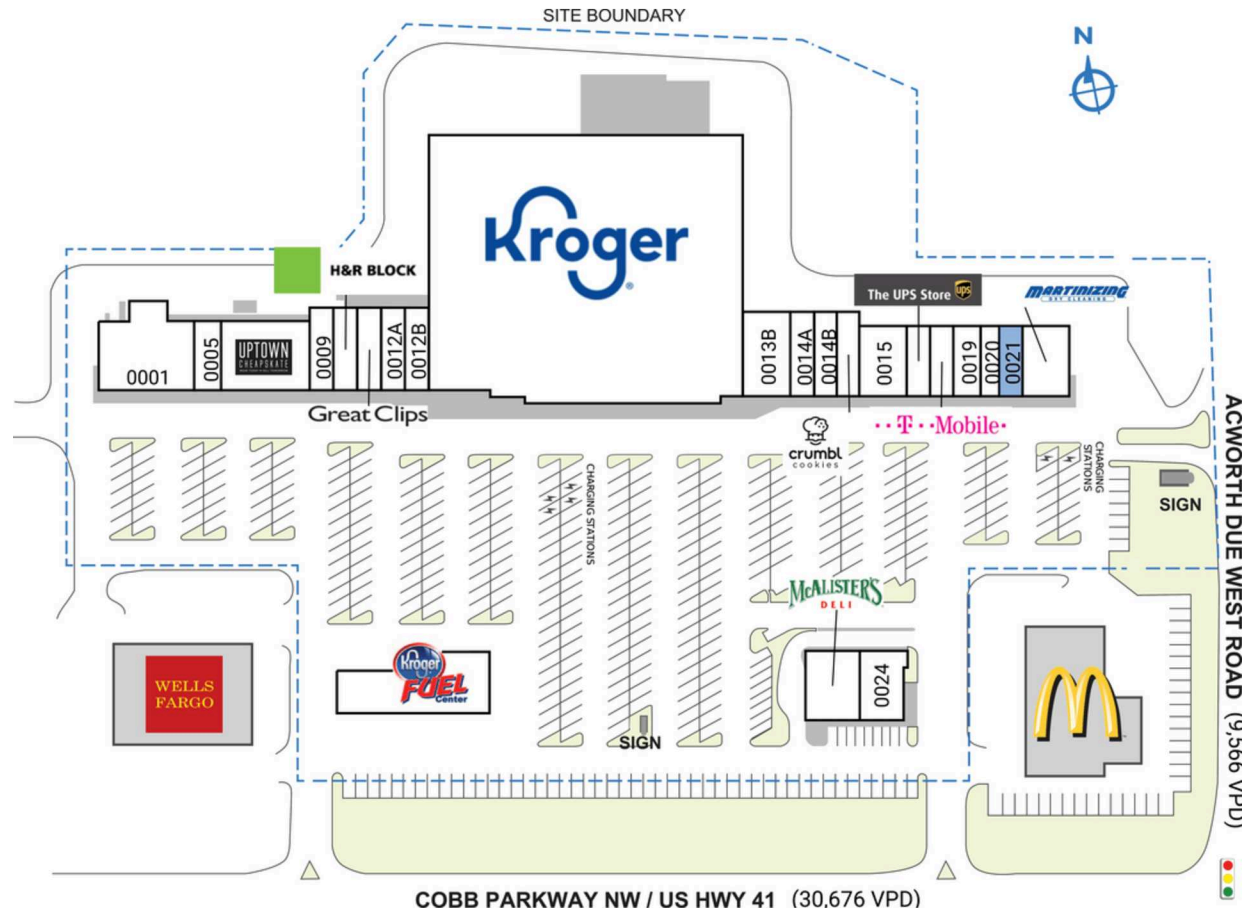 SITE BOUNDARY
N
Kroger
H&R BLOCK
The UPS Store ups
MARTINIZING
DRY CLEANING
0001
0005
UPTOWN
CHEAPSKATE
0009
0012A
0012B
0013B
0014A
0014B
0015
0019
0020
0021
Great Clips
crumbl
cookies
T Mobile
CHARGING STATIONS
CHARGING
STATIONS
SIGN
ACWORTH DUE WEST ROAD (9,566 VPD)
McALISTER'S
DELI
0024
WELLS
FARGO
Kroger
FUEL
Center
SIGN
M
COBB PARKWAY NW / US HWY 41 (30,676 VPD)